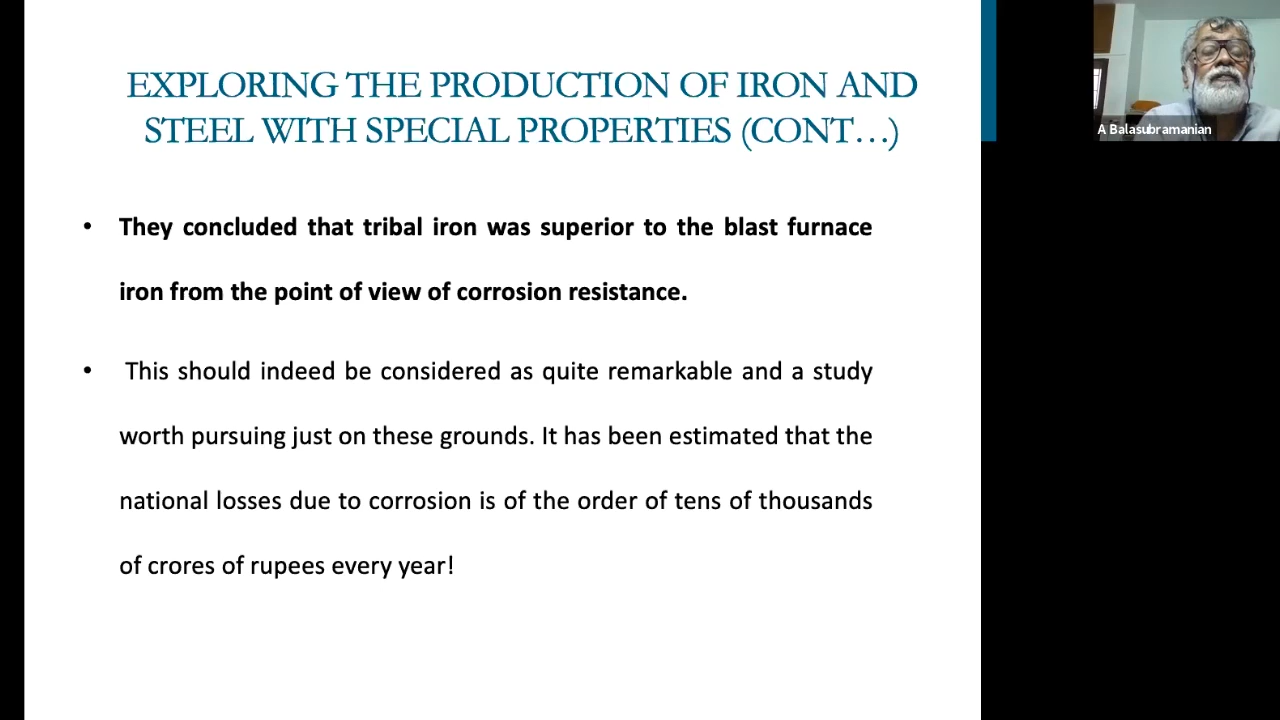 EXPLORING THE PRODUCTION OF IRON AND
STEEL WITH SPECIAL PROPERTIES (CONT…)
A Balasubramanian
• They concluded that tribal iron was superior to the blast furnace
iron from the point of view of corrosion resistance.
• This should indeed be considered as quite remarkable and a study
worth pursuing just on these grounds. It has been estimated that the
national losses due to corrosion is of the order of tens of thousands
of crores of rupees every year!